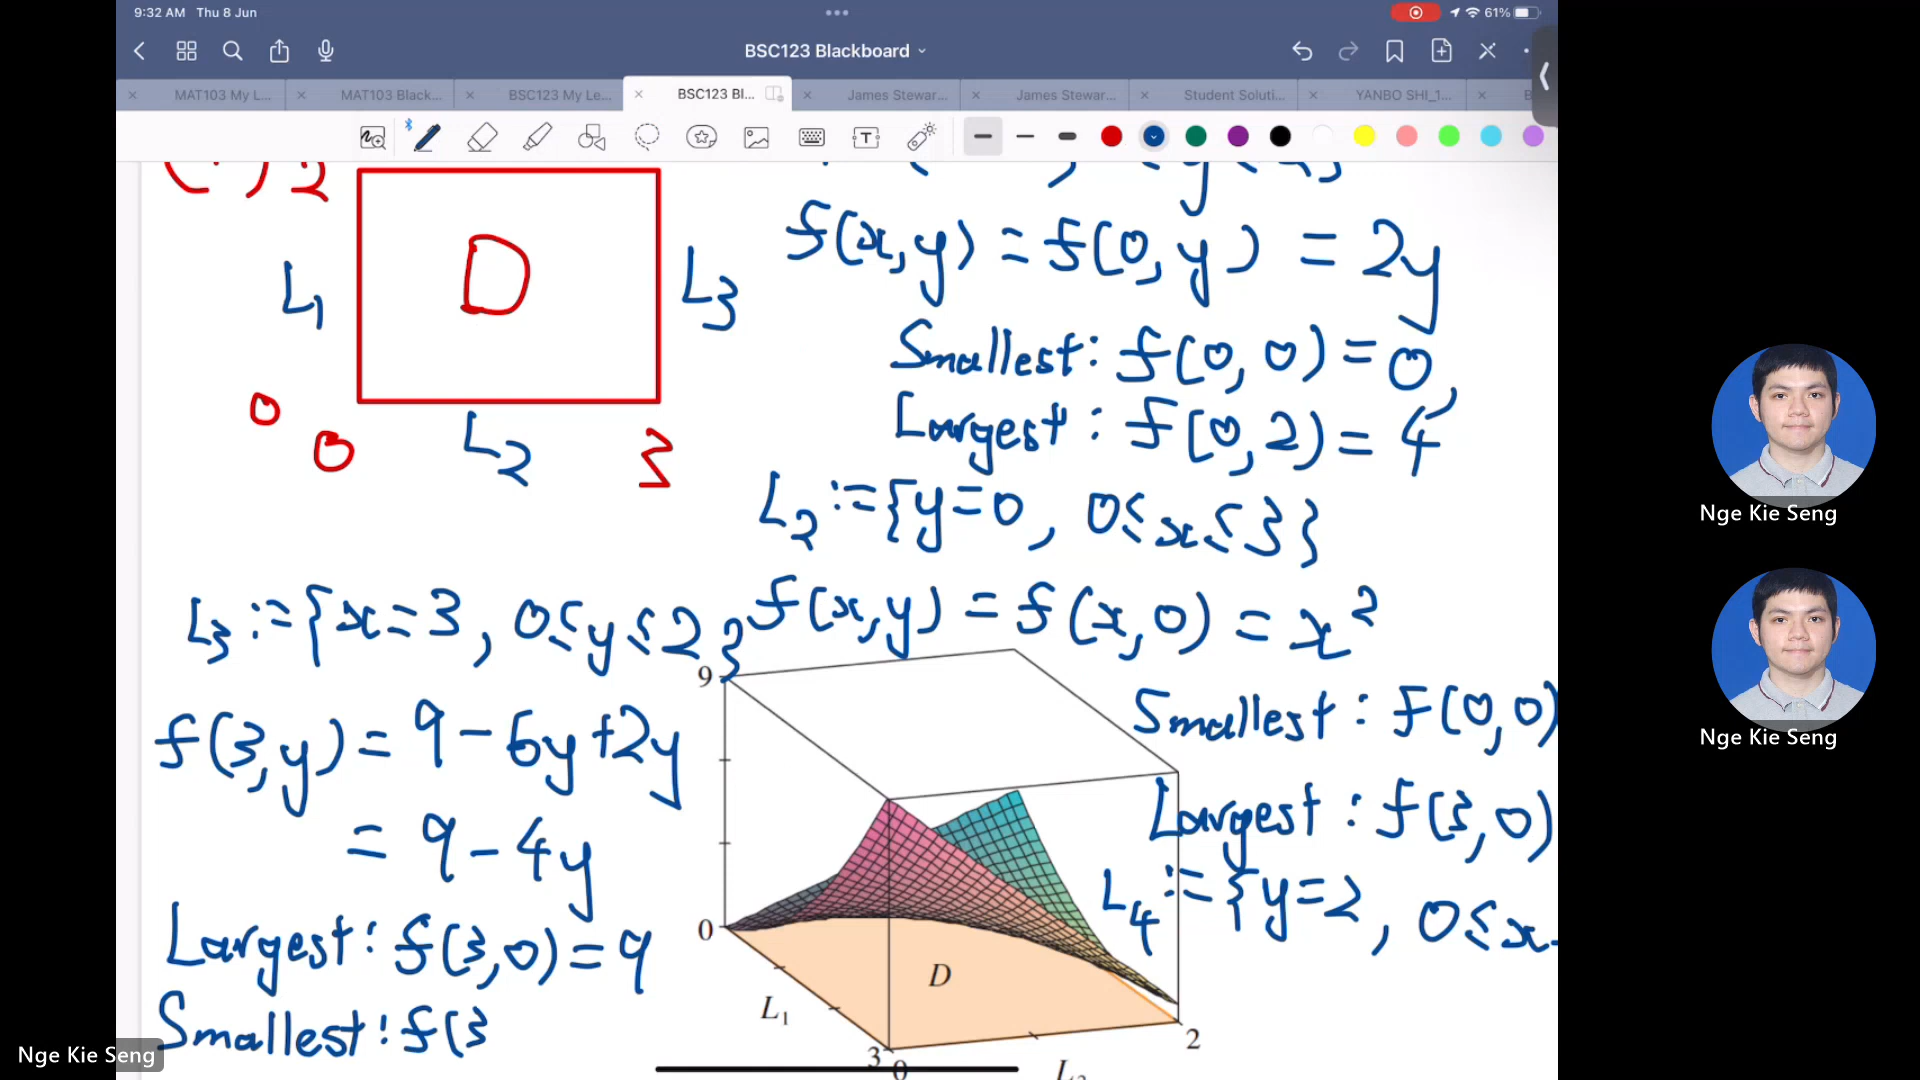 9:32 AM Thu 8 Jun
61%
BSC123 Blackboard
MAT103 My L...
MAT103 Black...
BSC123 My Le...
BSC123 Bl...
James Stewar...
James Stewar...
Student Soluti...
YANBO SHI_1...
B
T
2
D
L1
L3
0
0
L2
3
f(x,y) = f(0,y) = 2y
Smallest: f(0,0) = 0,
Largest: f(0,2) = 4
L2 := {y=0, 0≤x≤3}
f(x,y) = f(x,0) = x²
Smallest: f(0,0)
Largest: f(3,0)
L4 := {y=2, 0≤x
L3 := {x=3, 0≤y≤2}
f(3,y) = 9 - 6y + 2y
= 9 - 4y
Largest: f(3,0) = 9
Smallest: f(3
9
0
L1
D
3
0
2
Nge Kie Seng
Nge Kie Seng
Nge Kie Seng